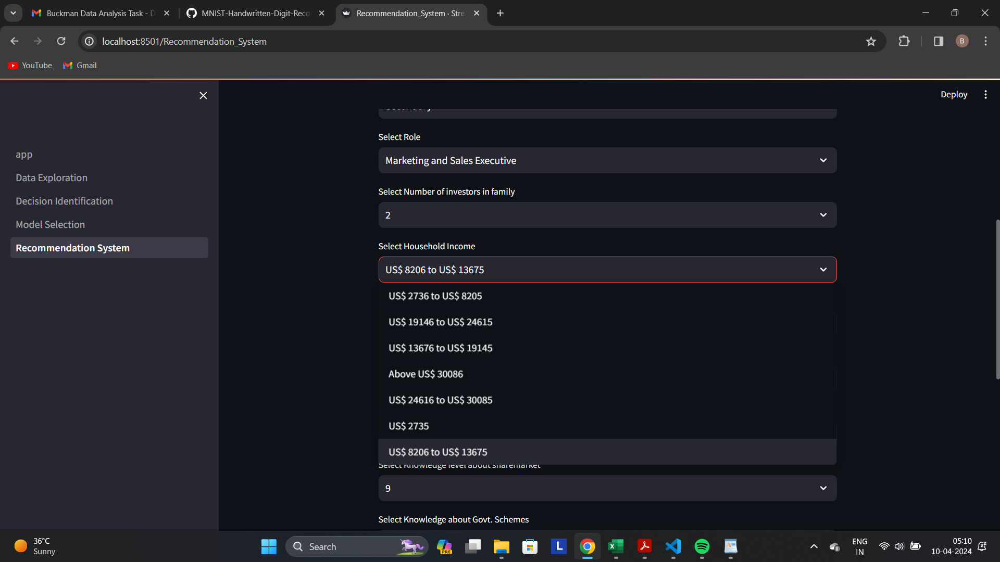 Buckman Data Analysis Task - D
MNIST-Handwritten-Digit-Reco
Recommendation_System · Stre
localhost:8501/Recommendation_System
B
YouTube
Gmail
Deploy
app
Data Exploration
Decision Identification
Model Selection
Recommendation System
Select Role
Marketing and Sales Executive
Select Number of investors in family
2
Select Household Income
US$ 8206 to US$ 13675
US$ 2736 to US$ 8205
US$ 19146 to US$ 24615
US$ 13676 to US$ 19145
Above US$ 30086
US$ 24616 to US$ 30085
US$ 2735
US$ 8206 to US$ 13675
Select Knowledge level about sharemarket
9
Select Knowledge about Govt. Schemes
36°C
Sunny
Search
PRE
L
ENG
IN
05:10
10-04-2024